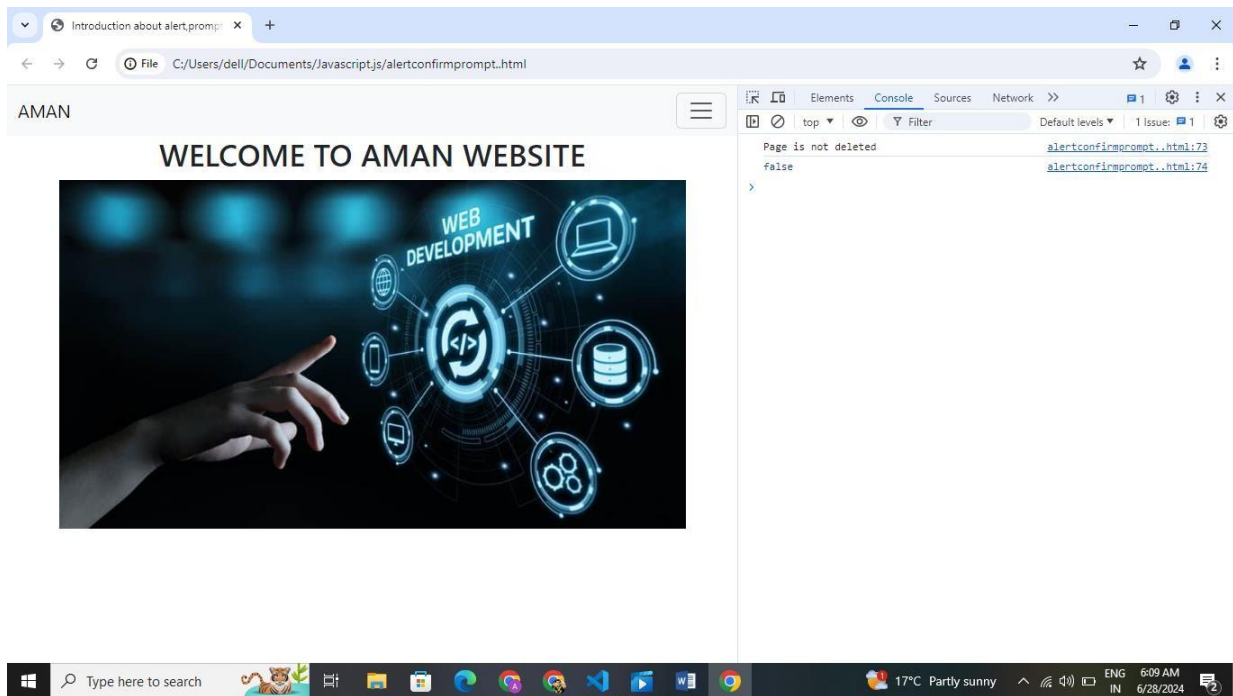 Introduction about alert,promp
File C:/Users/dell/Documents/Javascript.js/alertconfirmprompt..html
AMAN
WELCOME TO AMAN WEBSITE
WEB
DEVELOPMENT
</>
Elements Console Sources Network >> 1
top Filter Default levels 1 Issue: 1
Page is not deleted alertconfirmprompt..html:73
false alertconfirmprompt..html:74
>
Type here to search
17°C Partly sunny
ENG 6:09 AM
IN 6/28/2024
2